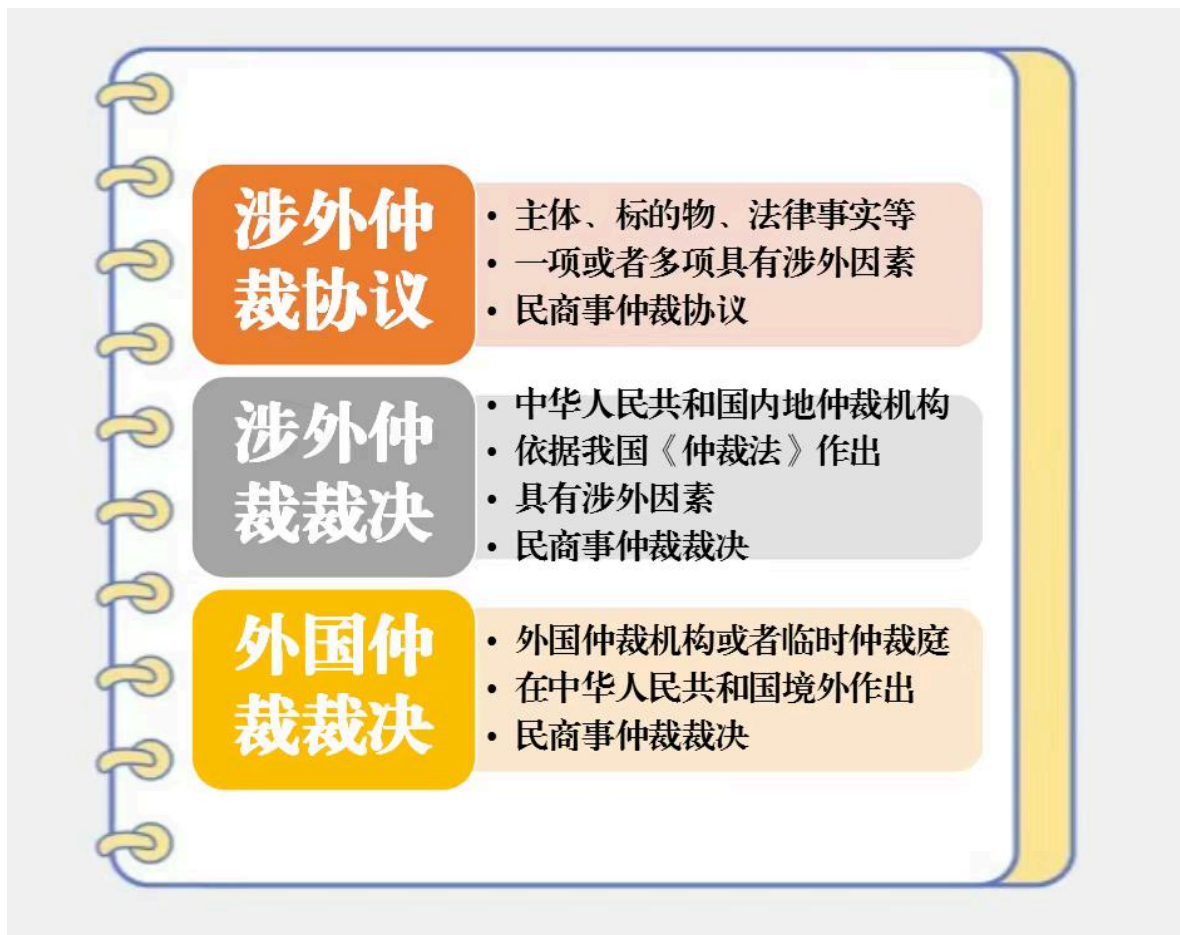 涉外仲
裁协议
• 主体、标的物、法律事实等
• 一项或者多项具有涉外因素
• 民商事仲裁协议
涉外仲
裁裁决
• 中华人民共和国内地仲裁机构
• 依据我国《仲裁法》作出
• 具有涉外因素
• 民商事仲裁裁决
外国仲
裁裁决
• 外国仲裁机构或者临时仲裁庭
• 在中华人民共和国境外作出
• 民商事仲裁裁决